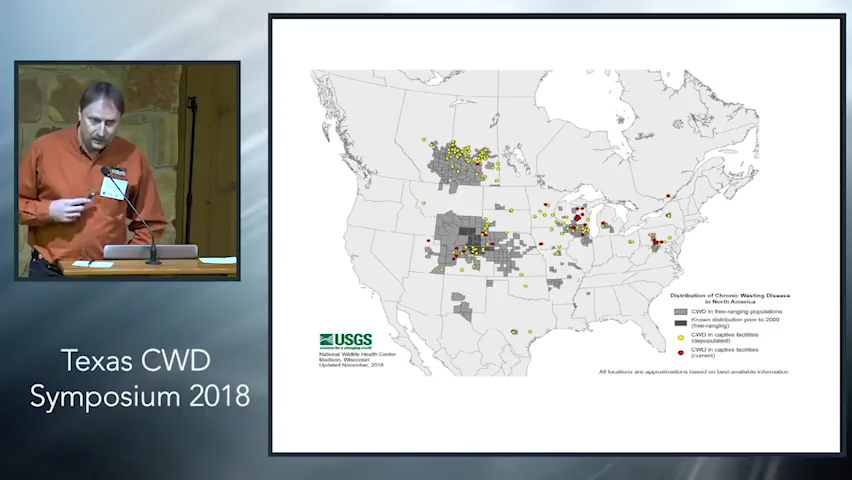 Texas CWD
Symposium 2018
Distribution of Chronic Wasting Disease
in North America
CWD in free-ranging populations
Known distribution prior to 2000
(free-ranging)
CWD in captive facilities
(depopulated)
CWD in captive facilities
(current)
All locations are approximations based on best-available information
USGS
science for a changing world
National Wildlife Health Center
Madison, Wisconsin
Updated November, 2018